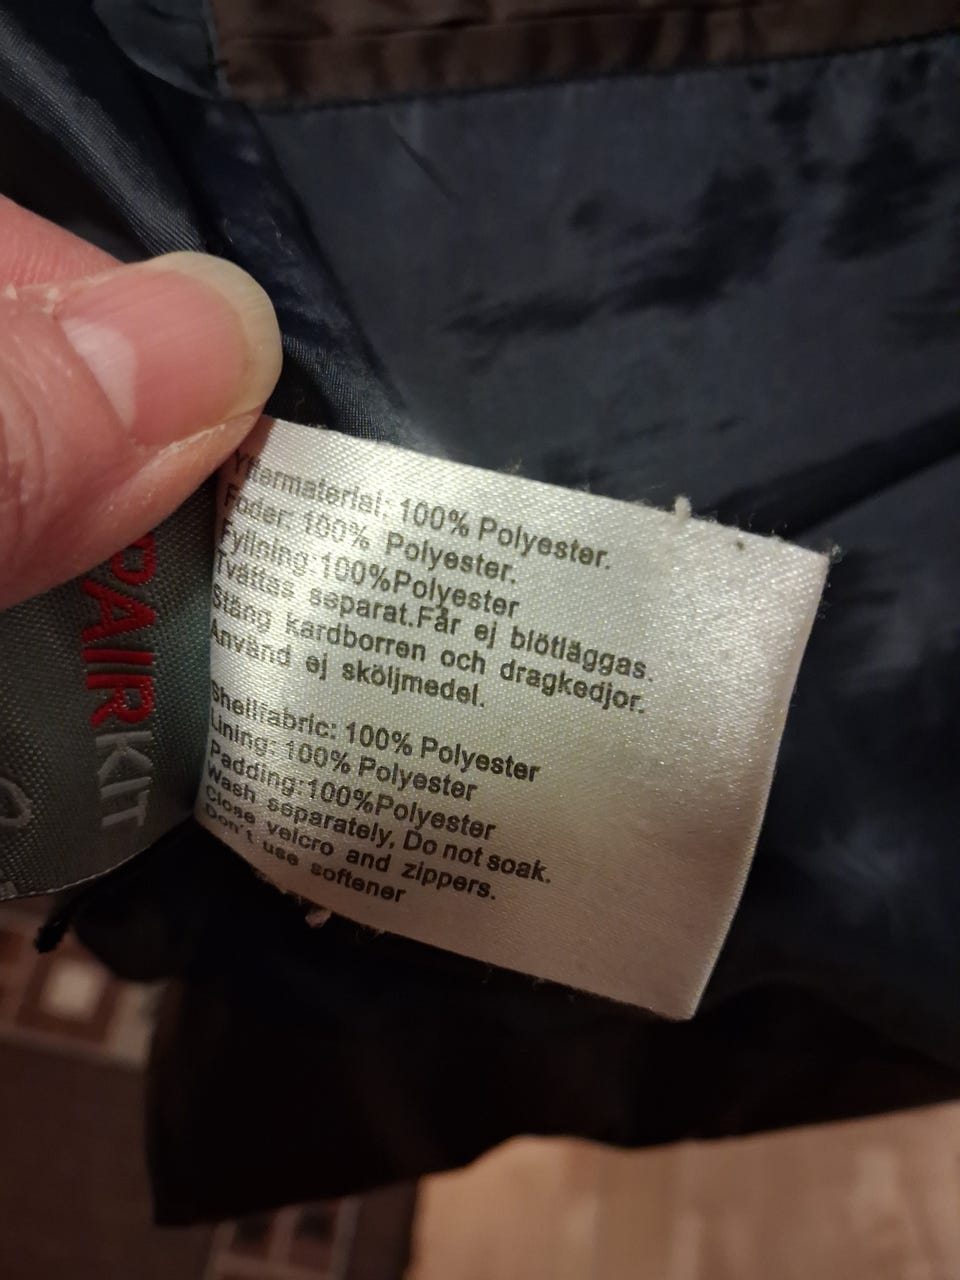 Yttermaterial: 100% Polyester.
Foder: 100% Polyester.
Fyllning: 100%Polyester
Tvättas separat.Får ej blötläggas.
Stäng kardborren och dragkedjor.
Använd ej sköljmedel.
Shellfabric: 100% Polyester
Lining: 100% Polyester
Padding:100%Polyester
Wash separately, Do not soak.
Close velcro and zippers.
Don't use softener
PAIRKIT